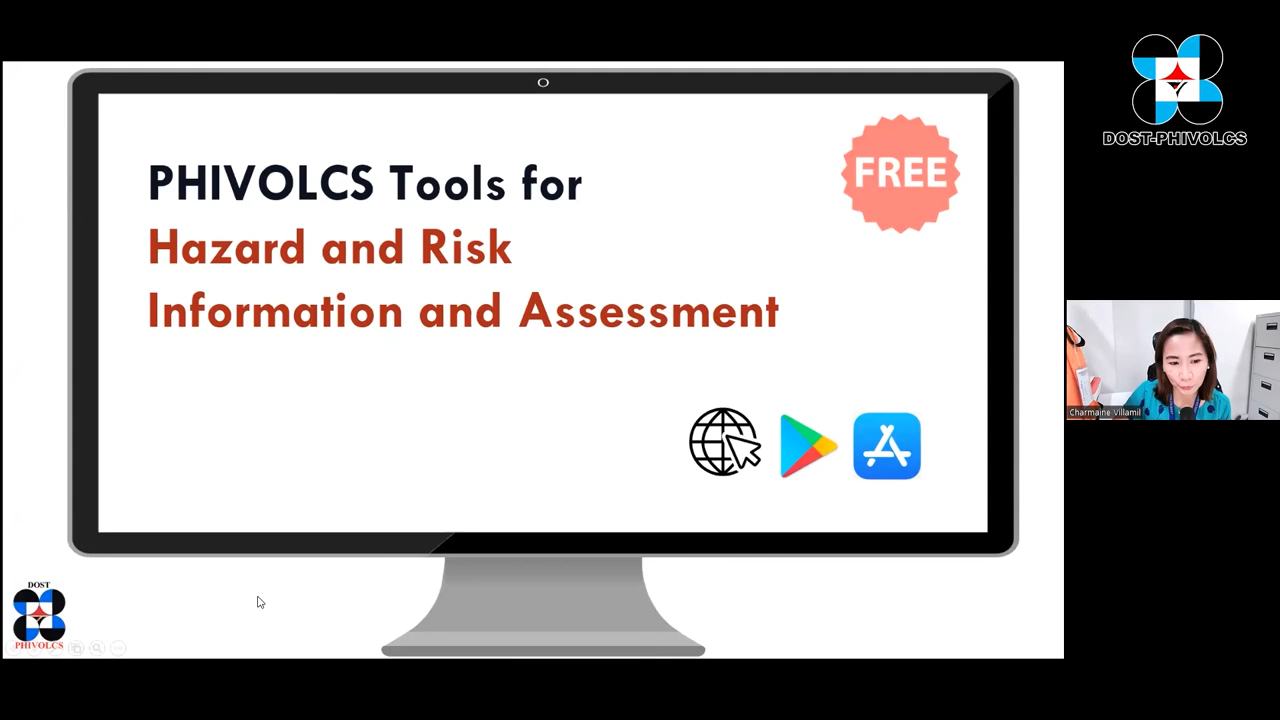 PHIVOLCS Tools for
Hazard and Risk
Information and Assessment
FREE
DOST
PHIVOLCS
DOST-PHIVOLCS
Charmaine Villamil